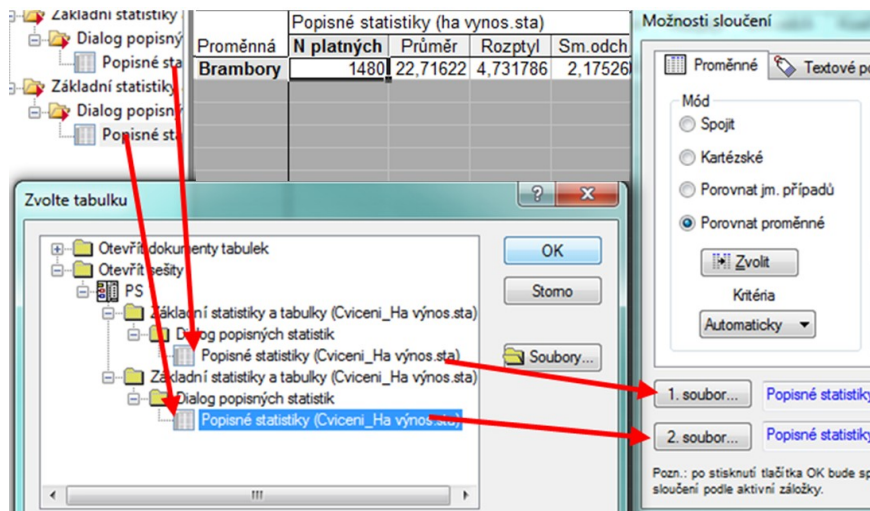 Základní statistiky
Dialog popisný
Popisné sta
Základní statistiky
Dialog popisný
Popisné sta
Popisné statistiky (ha vynos.sta)
Proměnná N platných Průměr Rozptyl Sm.odch
Brambory 1480 22,71622 4,731786 2,17526
Zvolte tabulku
Otevřít dokumenty tabulek
Otevřít sešity
PS
Základní statistiky a tabulky (Cviceni_Ha výnos.sta)
Dialog popisných statistik
Popisné statistiky (Cviceni_Ha výnos.sta)
Základní statistiky a tabulky (Cviceni_Ha výnos.sta)
Dialog popisných statistik
Popisné statistiky (Cviceni_Ha výnos.sta)
OK
Storno
Soubory...
Možnosti sloučení
Proměnné Textové po
Mód
Spojit
Kartézské
Porovnat jm. případů
Porovnat proměnné
Zvolit
Kritéria
Automaticky
1. soubor... Popisné statistiky
2. soubor... Popisné statistiky
Pozn.: po stisknutí tlačítka OK bude sp
sloučení podle aktivní záložky.